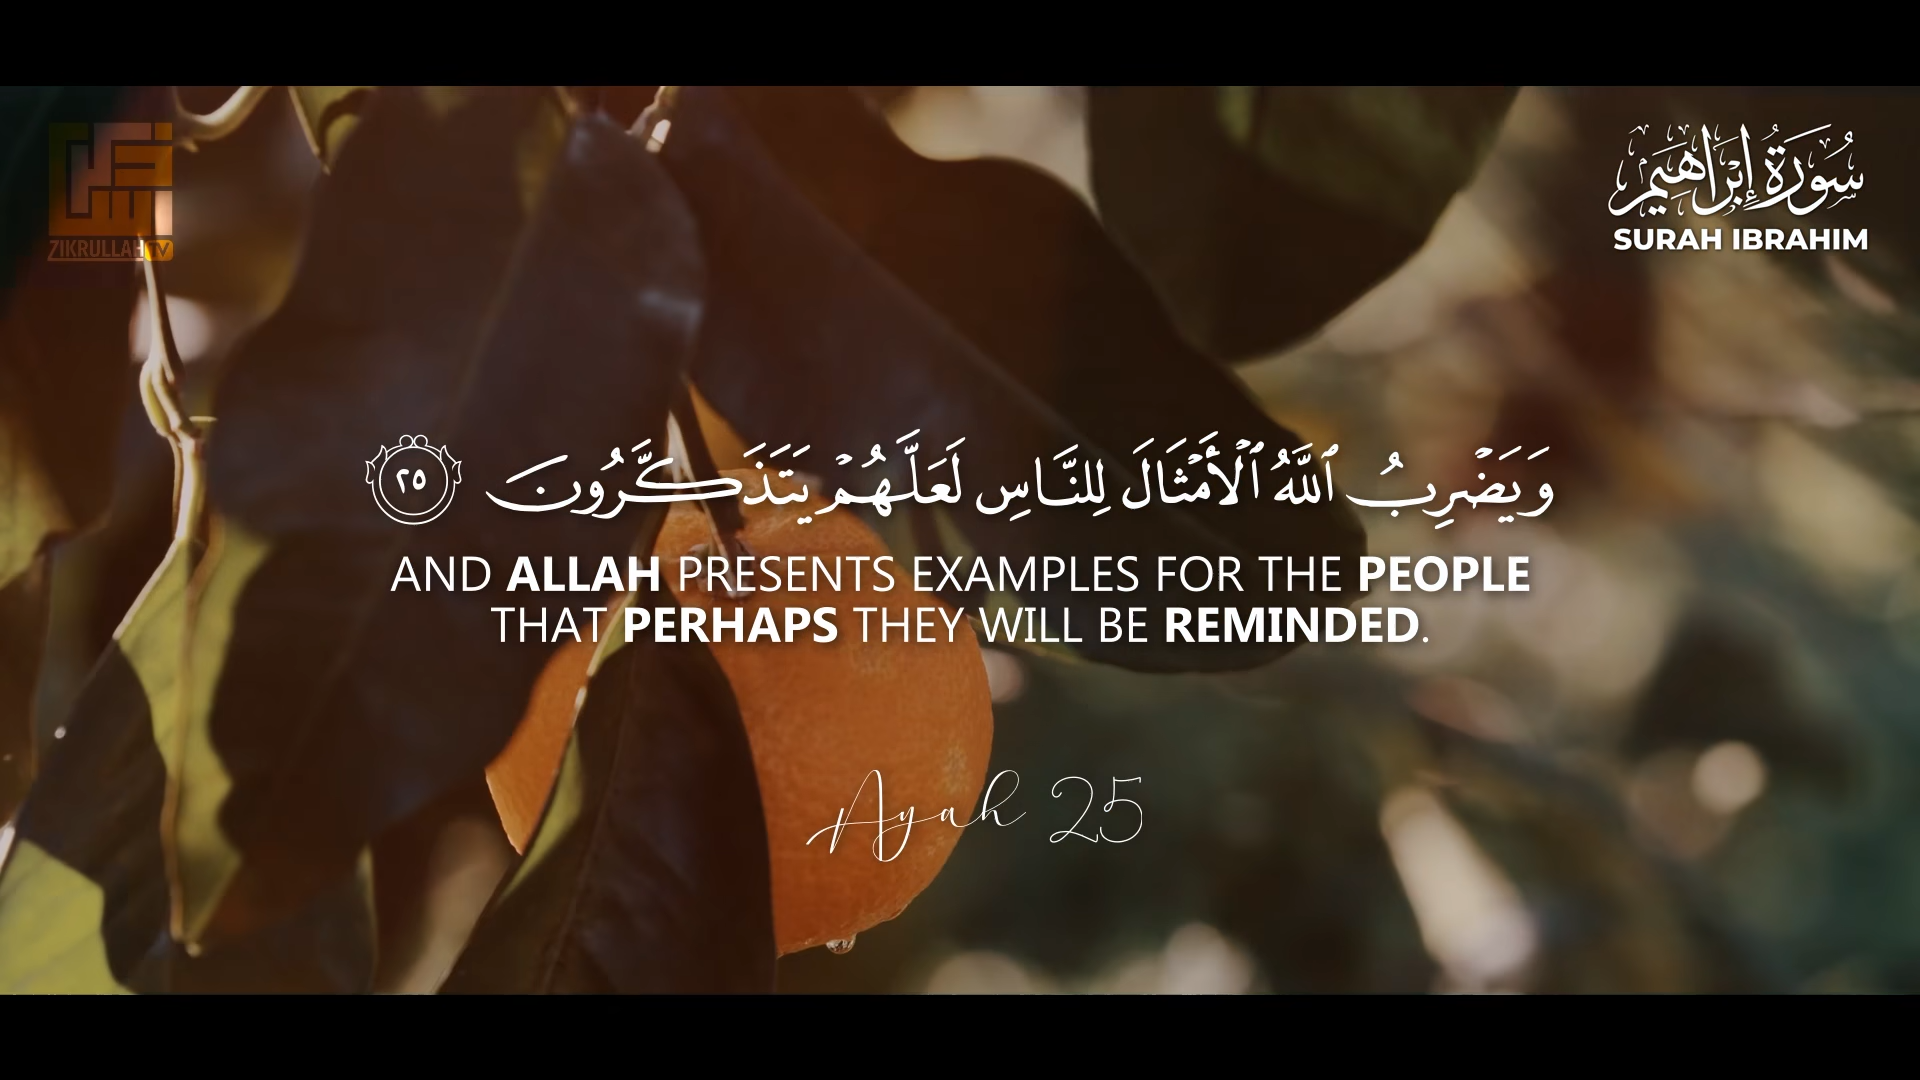 ZIKRULLAH TV
سُورَةُ إِبْرَاهِيم
SURAH IBRAHIM
وَيَضْرِبُ ٱللَّهُ ٱلْأَمْثَالَ لِلنَّاسِ لَعَلَّهُمْ يَتَذَكَّرُونَ ٢٥
AND ALLAH PRESENTS EXAMPLES FOR THE PEOPLE
THAT PERHAPS THEY WILL BE REMINDED.
Ayah 25